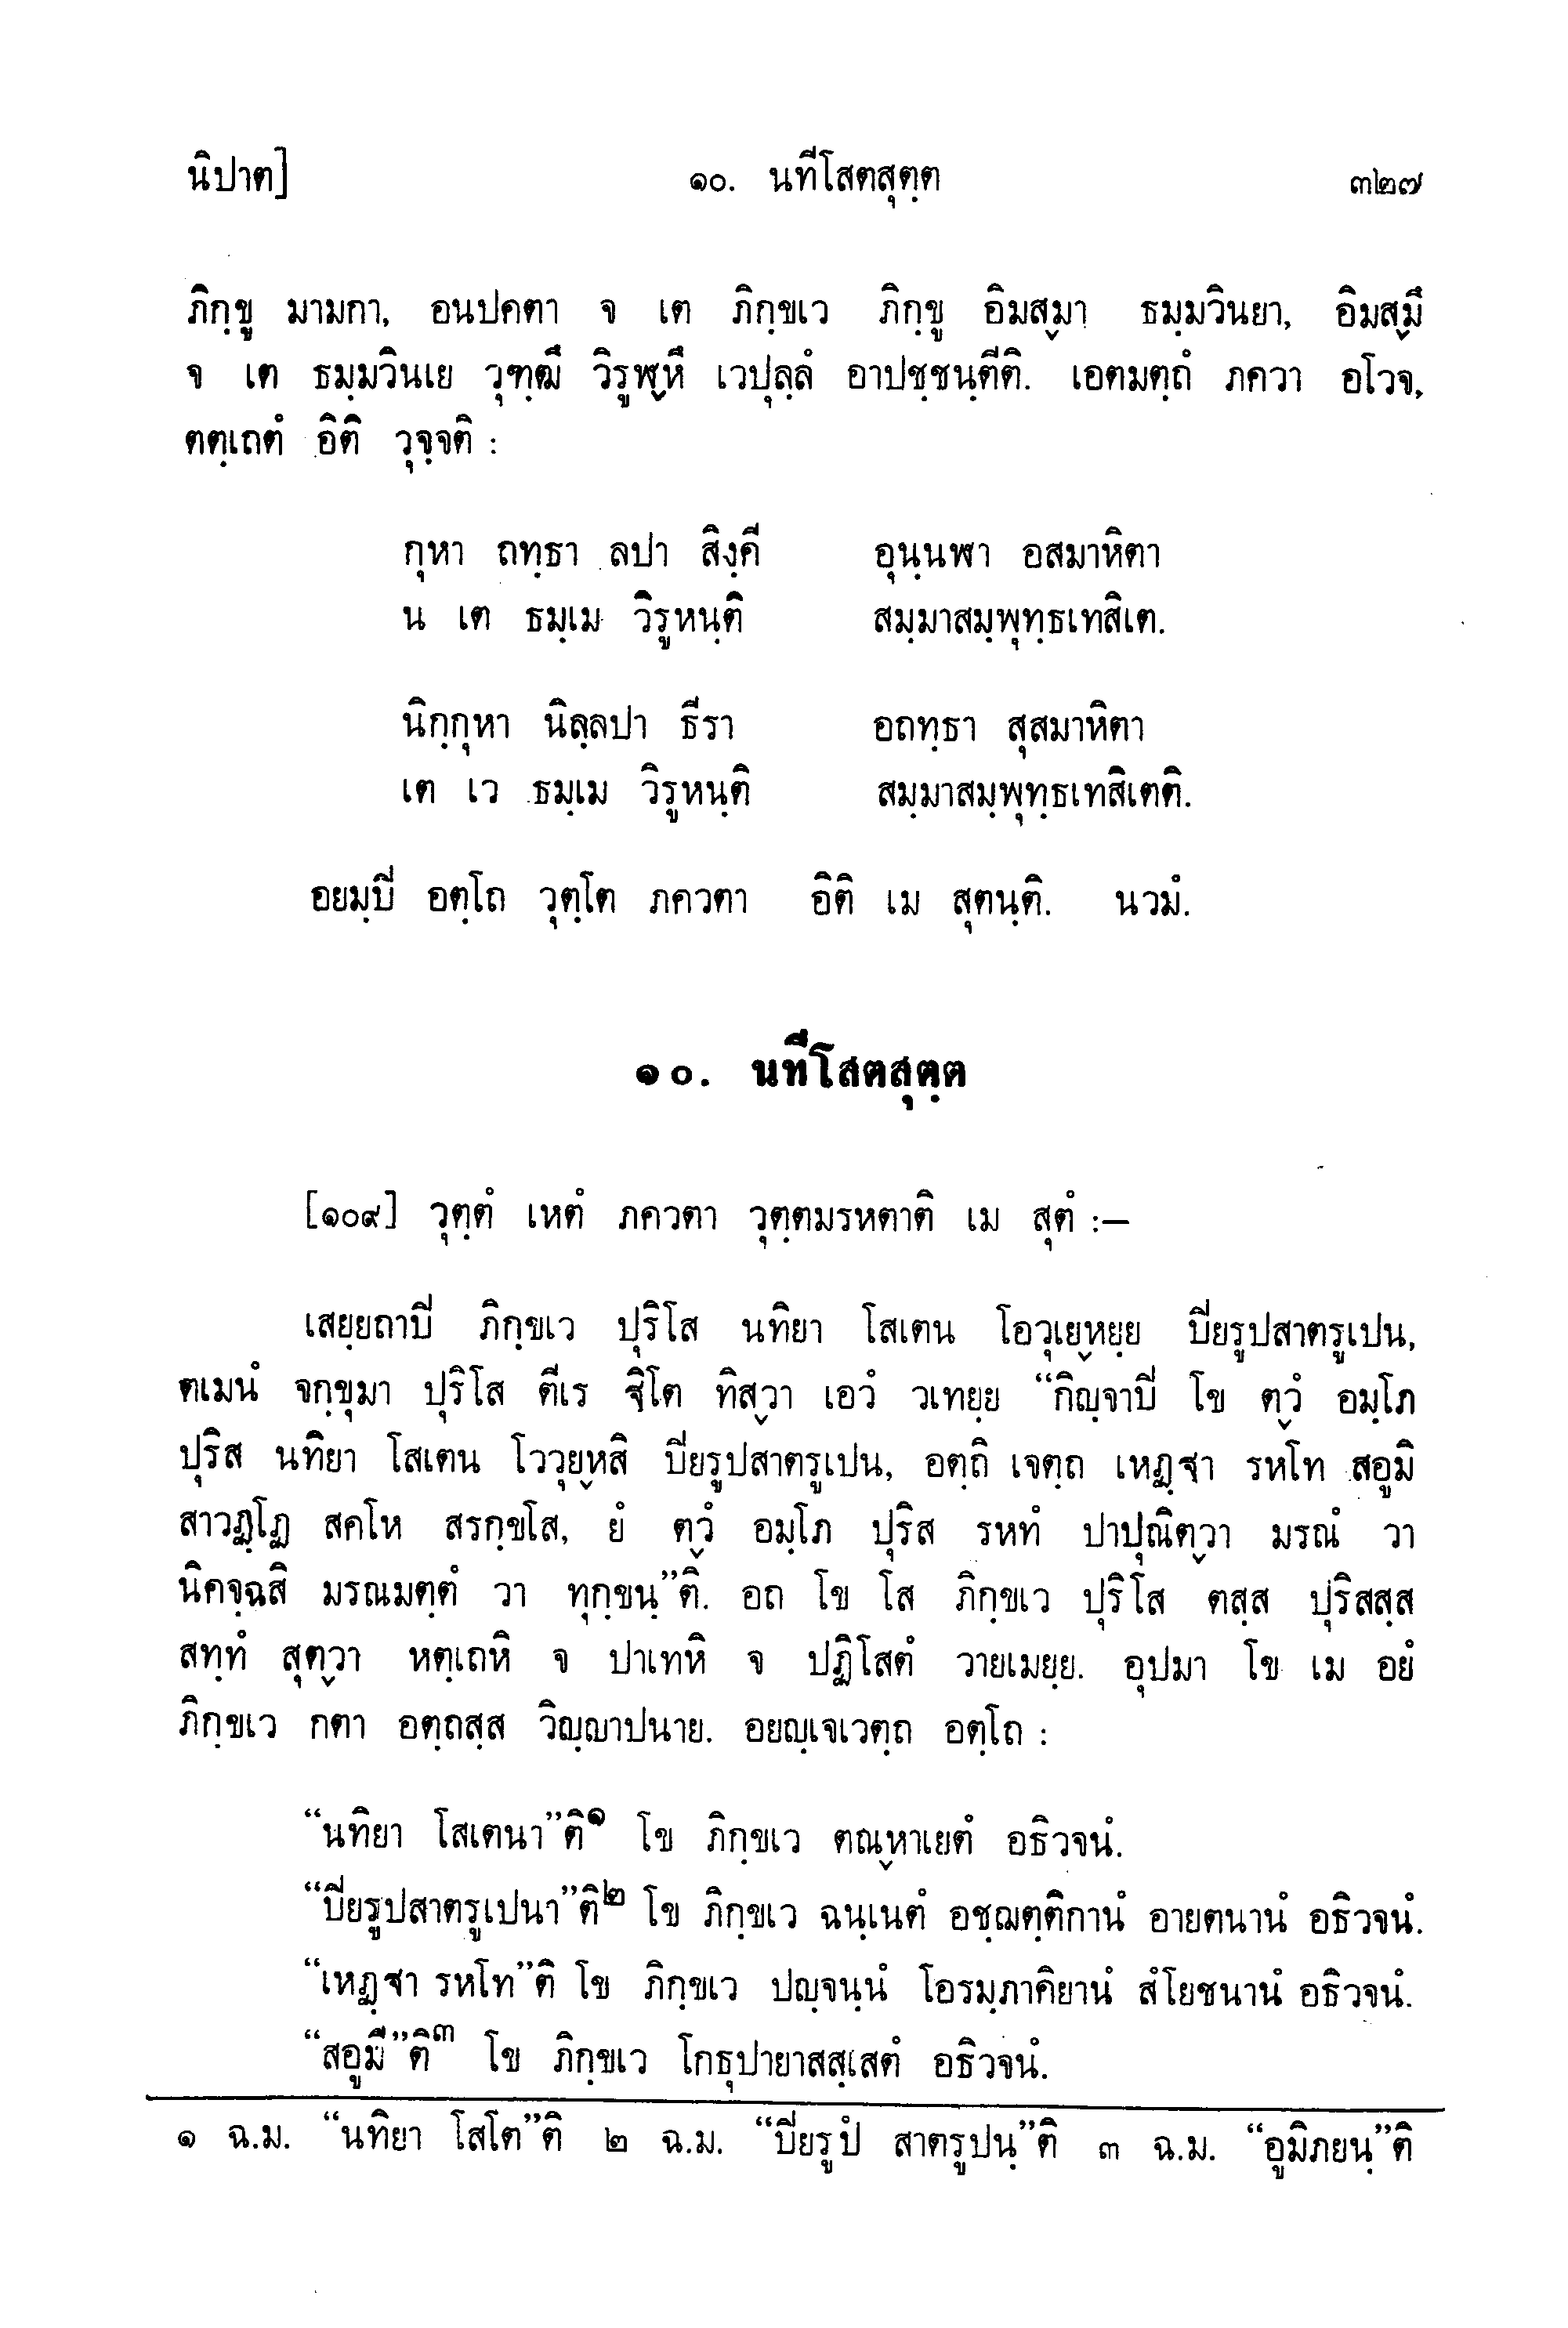 นิปาต] ๑๐. นทีโสตสุตฺต ๓๒๗
ภิกฺขู มามกา, อนปคตา จ เต ภิกฺขเว ภิกฺขู อิมสฺมา ธมฺมวินยา, อิมสฺมึ
จ เต ธมฺมวินเย วุฑฺฒึ วิรูฬฺหึ เวปุลฺลํ อาปชฺชนฺตีติ. เอตมตฺถํ ภควา อโวจ,
ตตฺเถตํ อิติ วุจฺจติ :
กุหา ถทฺธา ลปา สิงฺคี อุนฺนฬา อสมาหิตา
น เต ธมฺเม วิรูหนฺติ สมฺมาสมฺพุทฺธเทสิเต.
นิกฺกุหา นิลฺลปา ธีรา อถทฺธา สุสมาหิตา
เต เว ธมฺเม วิรูหนฺติ สมฺมาสมฺพุทฺธเทสิเตติ.
อยมฺปิ อตฺโถ วุตฺโต ภควตา อิติ เม สุตนฺติ. นวมํ.
๑๐. นทีโสตสุตฺต
[๑๐๙] วุตฺตํ เหตํ ภควตา วุตฺตมรหตาติ เม สุตํ :—
เสยฺยถาปิ ภิกฺขเว ปุริโส นทิยา โสเตน โอวุเยฺหยฺย ปิยรูปสาตรูเปน,
ตเมนํ จกฺขุมา ปุริโส ตีเร ฐิโต ทิสฺวา เอวํ วเทยฺย “กิญฺจาปิ โข ตฺวํ อมฺโภ
ปุริส นทิยา โสเตน โววุยฺหสิ ปิยรูปสาตรูเปน, อตฺถิ เจตฺถ เหฏฺฐา รหโท สอูมิ
สาวฏฺโฏ สคโห สรกฺขโส, ยํ ตฺวํ อมฺโภ ปุริส รหทํ ปาปุณิตฺวา มรณํ วา
นิคจฺฉสิ มรณมตฺตํ วา ทุกฺขนฺ”ติ. อถ โข โส ภิกฺขเว ปุริโส ตสฺส ปุริสสฺส
สทฺทํ สุตฺวา หตฺเถหิ จ ปาเทหิ จ ปฏิโสตํ วายเมยฺย. อุปมา โข เม อยํ
ภิกฺขเว กตา อตฺถสฺส วิญฺญาปนาย. อยญฺเจเวตฺถ อตฺโถ :
“นทิยา โสเตนา”ติ๑ โข ภิกฺขเว ตณฺหาเยตํ อธิวจนํ.
“ปิยรูปสาตรูเปนา”ติ๒ โข ภิกฺขเว ฉนฺเนตํ อชฺฌตฺติกานํ อายตนานํ อธิวจนํ.
“เหฏฺฐา รหโท”ติ โข ภิกฺขเว ปญฺจนฺนํ โอรมฺภาคิยานํ สํโยชนานํ อธิวจนํ.
“สอูมี”ติ๓ โข ภิกฺขเว โกธุปายาสสฺเสตํ อธิวจนํ.
๑ ฉ.ม. “นทิยา โสโต”ติ ๒ ฉ.ม. “ปิยรูปํ สาตรูปนฺ”ติ ๓ ฉ.ม. “อูมิภยนฺ”ติ